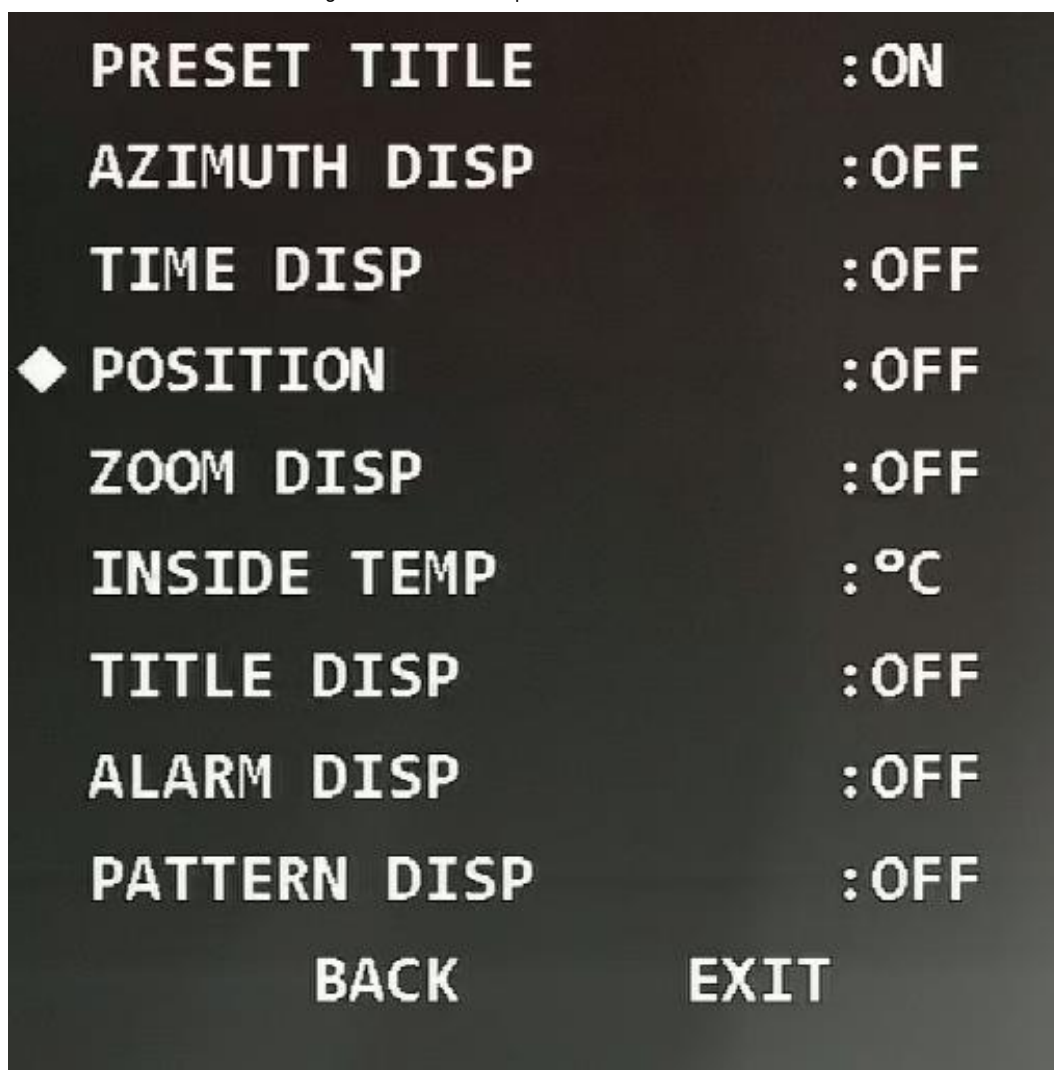 PRESET TITLE :ON
AZIMUTH DISP :OFF
TIME DISP :OFF
◆ POSITION :OFF
ZOOM DISP :OFF
INSIDE TEMP :°C
TITLE DISP :OFF
ALARM DISP :OFF
PATTERN DISP :OFF
BACK EXIT